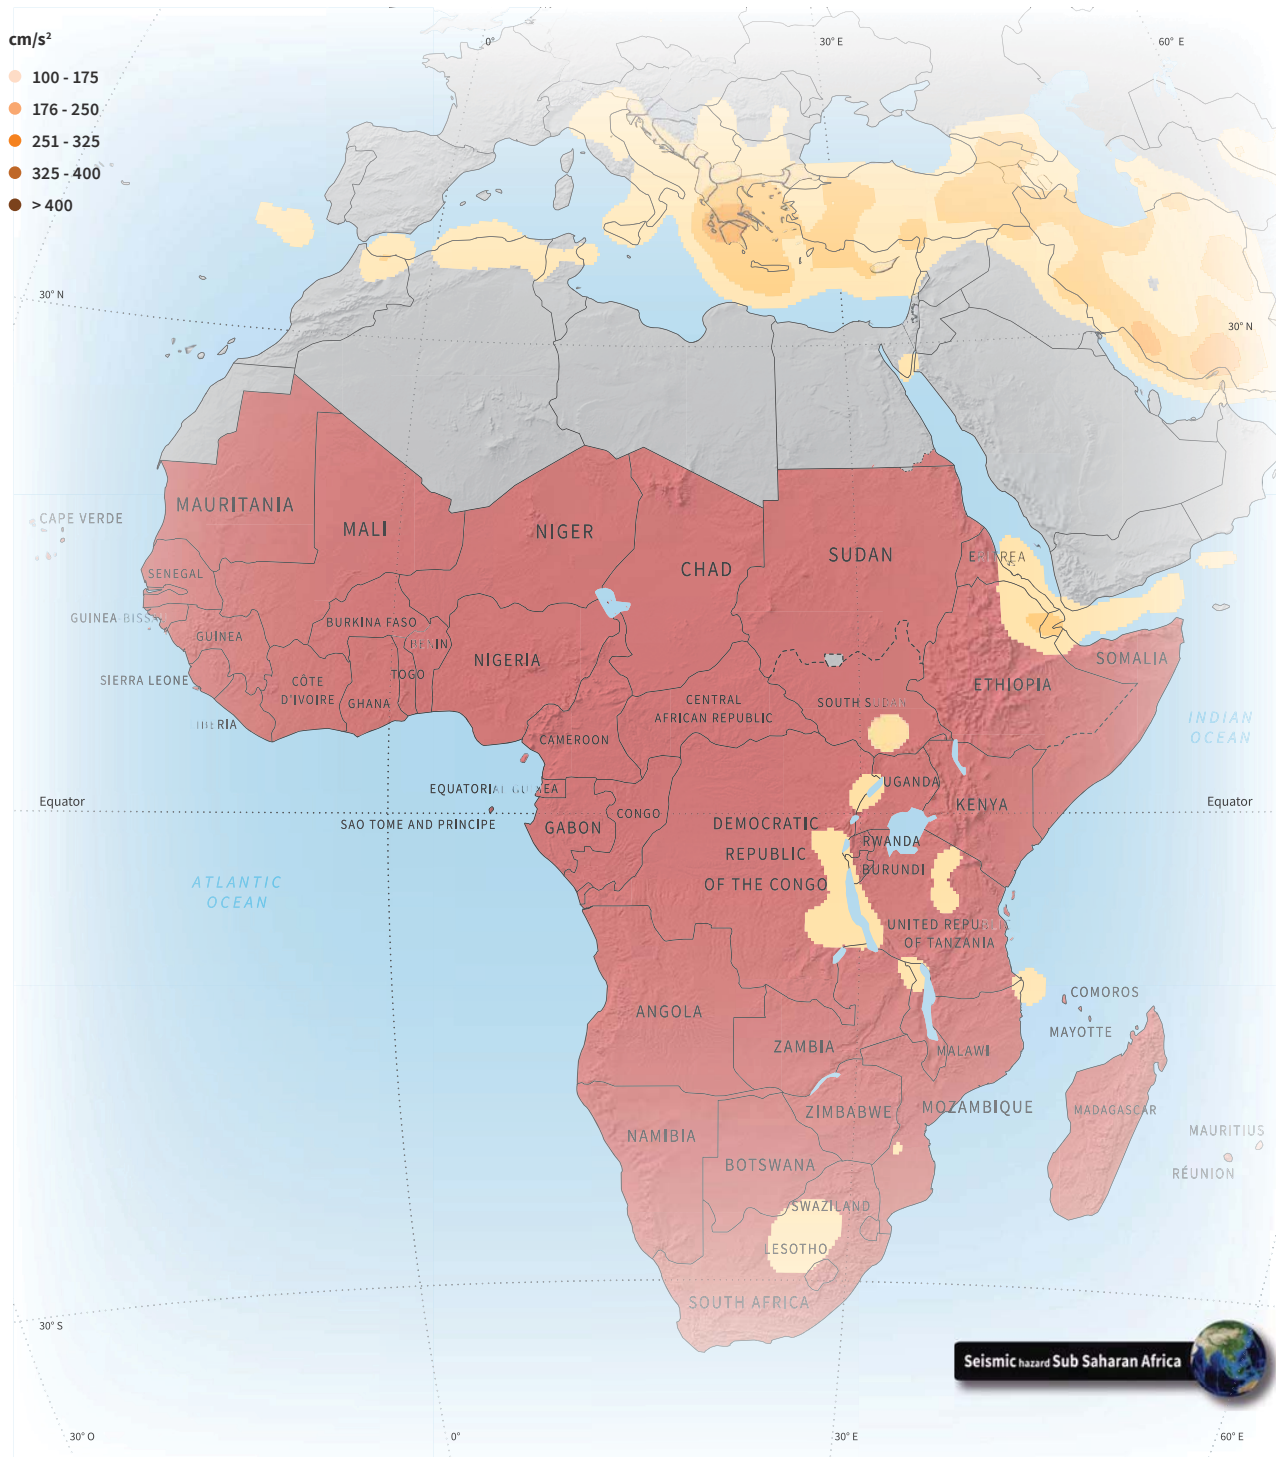 cm/s²
100 - 175
176 - 250
251 - 325
325 - 400
> 400
0°
30° E
60° E
30° N
30° N
MAURITANIA
CAPE VERDE
MALI
NIGER
CHAD
SUDAN
SENEGAL
BURKINA FASO
GUINEA
NIGERIA
TOGO
SIERRA LEONE
CÔTE
D'IVOIRE
GHANA
CENTRAL
AFRICAN REPUBLIC
SOUTH SUDAN
ETHIOPIA
SOMALIA
INDIAN
OCEAN
CAMEROON
UGANDA
KENYA
Equator
Equator
SAO TOME AND PRINCIPE
GABON
CONGO
DEMOCRATIC
REPUBLIC
OF THE CONGO
RWANDA
BURUNDI
ATLANTIC
OCEAN
UNITED REPUBLIC
OF TANZANIA
COMOROS
MAYOTTE
ANGOLA
ZAMBIA
MALAWI
ZIMBABWE
MOZAMBIQUE
MADAGASCAR
MAURITIUS
RÉUNION
NAMIBIA
BOTSWANA
SWAZILAND
LESOTHO
SOUTH AFRICA
30° S
Seismic hazard Sub Saharan Africa
30° O
0°
30° E
60° E